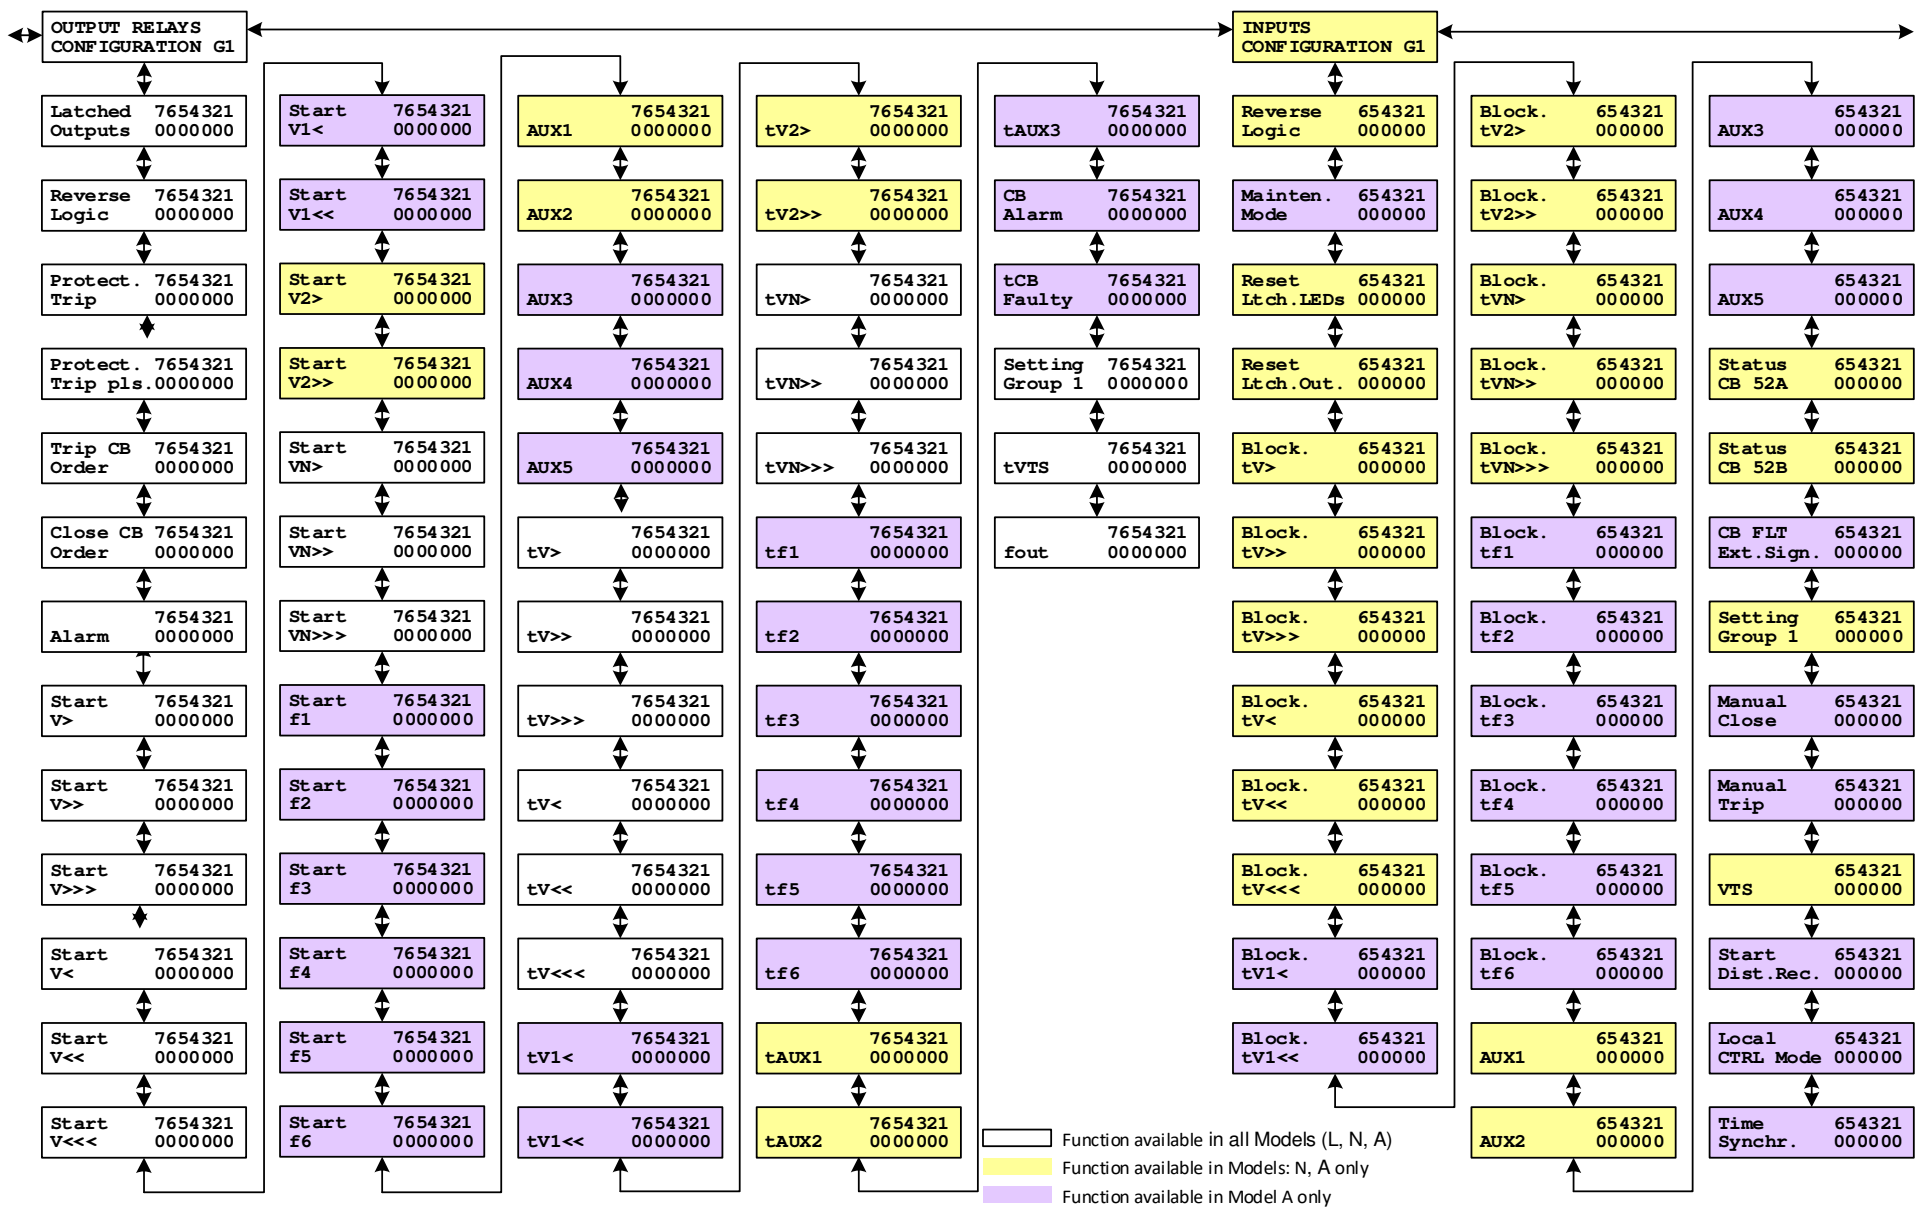 OUTPUT RELAYS
CONFIGURATION G1
Latched 7654321
Outputs 0000000
Reverse 7654321
Logic 0000000
Protect. 7654321
Trip 0000000
Protect. 7654321
Trip pls.0000000
Trip CB 7654321
Order 0000000
Close CB 7654321
Order 0000000
7654321
Alarm 0000000
Start 7654321
V> 0000000
Start 7654321
V>> 0000000
Start 7654321
V>>> 0000000
Start 7654321
V< 0000000
Start 7654321
V<< 0000000
Start 7654321
V<<< 0000000
Start 7654321
V1< 0000000
Start 7654321
V1<< 0000000
Start 7654321
V2> 0000000
Start 7654321
V2>> 0000000
Start 7654321
VN> 0000000
Start 7654321
VN>> 0000000
Start 7654321
VN>>> 0000000
Start 7654321
f1 0000000
Start 7654321
f2 0000000
Start 7654321
f3 0000000
Start 7654321
f4 0000000
Start 7654321
f5 0000000
Start 7654321
f6 0000000
7654321
AUX1 0000000
7654321
AUX2 0000000
7654321
AUX3 0000000
7654321
AUX4 0000000
7654321
AUX5 0000000
7654321
tV> 0000000
7654321
tV>> 0000000
7654321
tV>>> 0000000
7654321
tV< 0000000
7654321
tV<< 0000000
7654321
tV<<< 0000000
7654321
tV1< 0000000
7654321
tV1<< 0000000
7654321
tV2> 0000000
7654321
tV2>> 0000000
7654321
tVN> 0000000
7654321
tVN>> 0000000
7654321
tVN>>> 0000000
7654321
tf1 0000000
7654321
tf2 0000000
7654321
tf3 0000000
7654321
tf4 0000000
7654321
tf5 0000000
7654321
tf6 0000000
7654321
tAUX1 0000000
7654321
tAUX2 0000000
7654321
tAUX3 0000000
CB 7654321
Alarm 0000000
tCB 7654321
Faulty 0000000
Setting 7654321
Group 1 0000000
7654321
tVTS 0000000
7654321
fout 0000000
INPUTS
CONFIGURATION G1
Reverse 654321
Logic 000000
Mainten. 654321
Mode 000000
Reset 654321
Ltch.LEDs 000000
Reset 654321
Ltch.Out. 000000
Block. 654321
tV> 000000
Block. 654321
tV>> 000000
Block. 654321
tV>>> 000000
Block. 654321
tV< 000000
Block. 654321
tV<< 000000
Block. 654321
tV<<< 000000
Block. 654321
tV1< 000000
Block. 654321
tV1<< 000000
Block. 654321
tV2> 000000
Block. 654321
tV2>> 000000
Block. 654321
tVN> 000000
Block. 654321
tVN>> 000000
Block. 654321
tVN>>> 000000
Block. 654321
tf1 000000
Block. 654321
tf2 000000
Block. 654321
tf3 000000
Block. 654321
tf4 000000
Block. 654321
tf5 000000
Block. 654321
tf6 000000
654321
AUX1 000000
654321
AUX2 000000
654321
AUX3 000000
654321
AUX4 000000
654321
AUX5 000000
Status 654321
CB 52A 000000
Status 654321
CB 52B 000000
CB FLT 654321
Ext.Sign. 000000
Setting 654321
Group 1 000000
Manual 654321
Close 000000
Manual 654321
Trip 000000
654321
VTS 000000
Start 654321
Dist.Rec. 000000
Local 654321
CTRL Mode 000000
Time 654321
Synchr. 000000
Function available in all Models (L, N, A)
Function available in Models: N, A only
Function available in Model A only